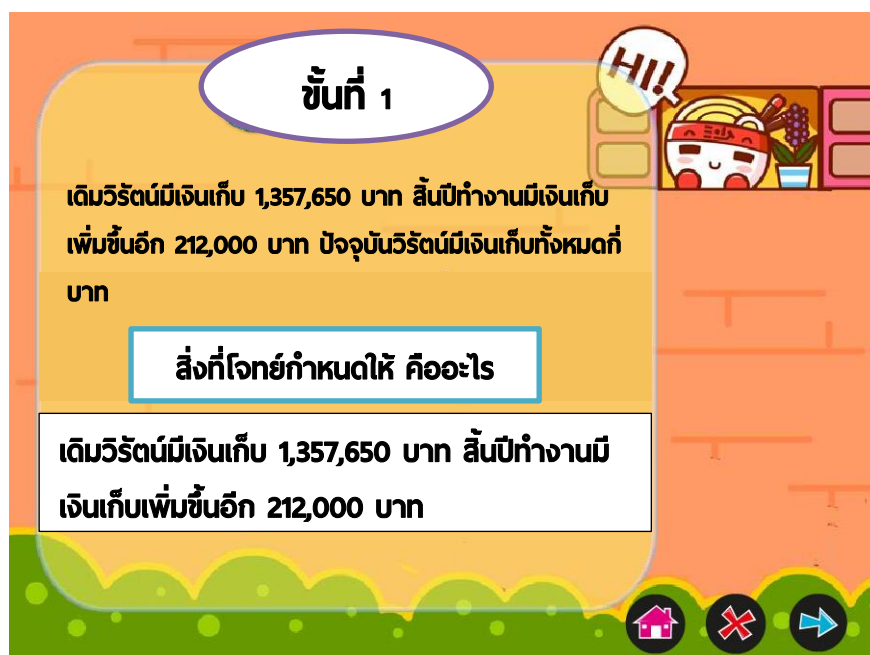 HI!!
ขั้นที่ 1
เดิมวิรัตน์มีเงินเก็บ 1,357,650 บาท สิ้นปีทำงานมีเงินเก็บ
เพิ่มขึ้นอีก 212,000 บาท ปัจจุบันวิรัตน์มีเงินเก็บทั้งหมดกี่
บาท
สิ่งที่โจทย์กำหนดให้ คืออะไร
เดิมวิรัตน์มีเงินเก็บ 1,357,650 บาท สิ้นปีทำงานมี
เงินเก็บเพิ่มขึ้นอีก 212,000 บาท